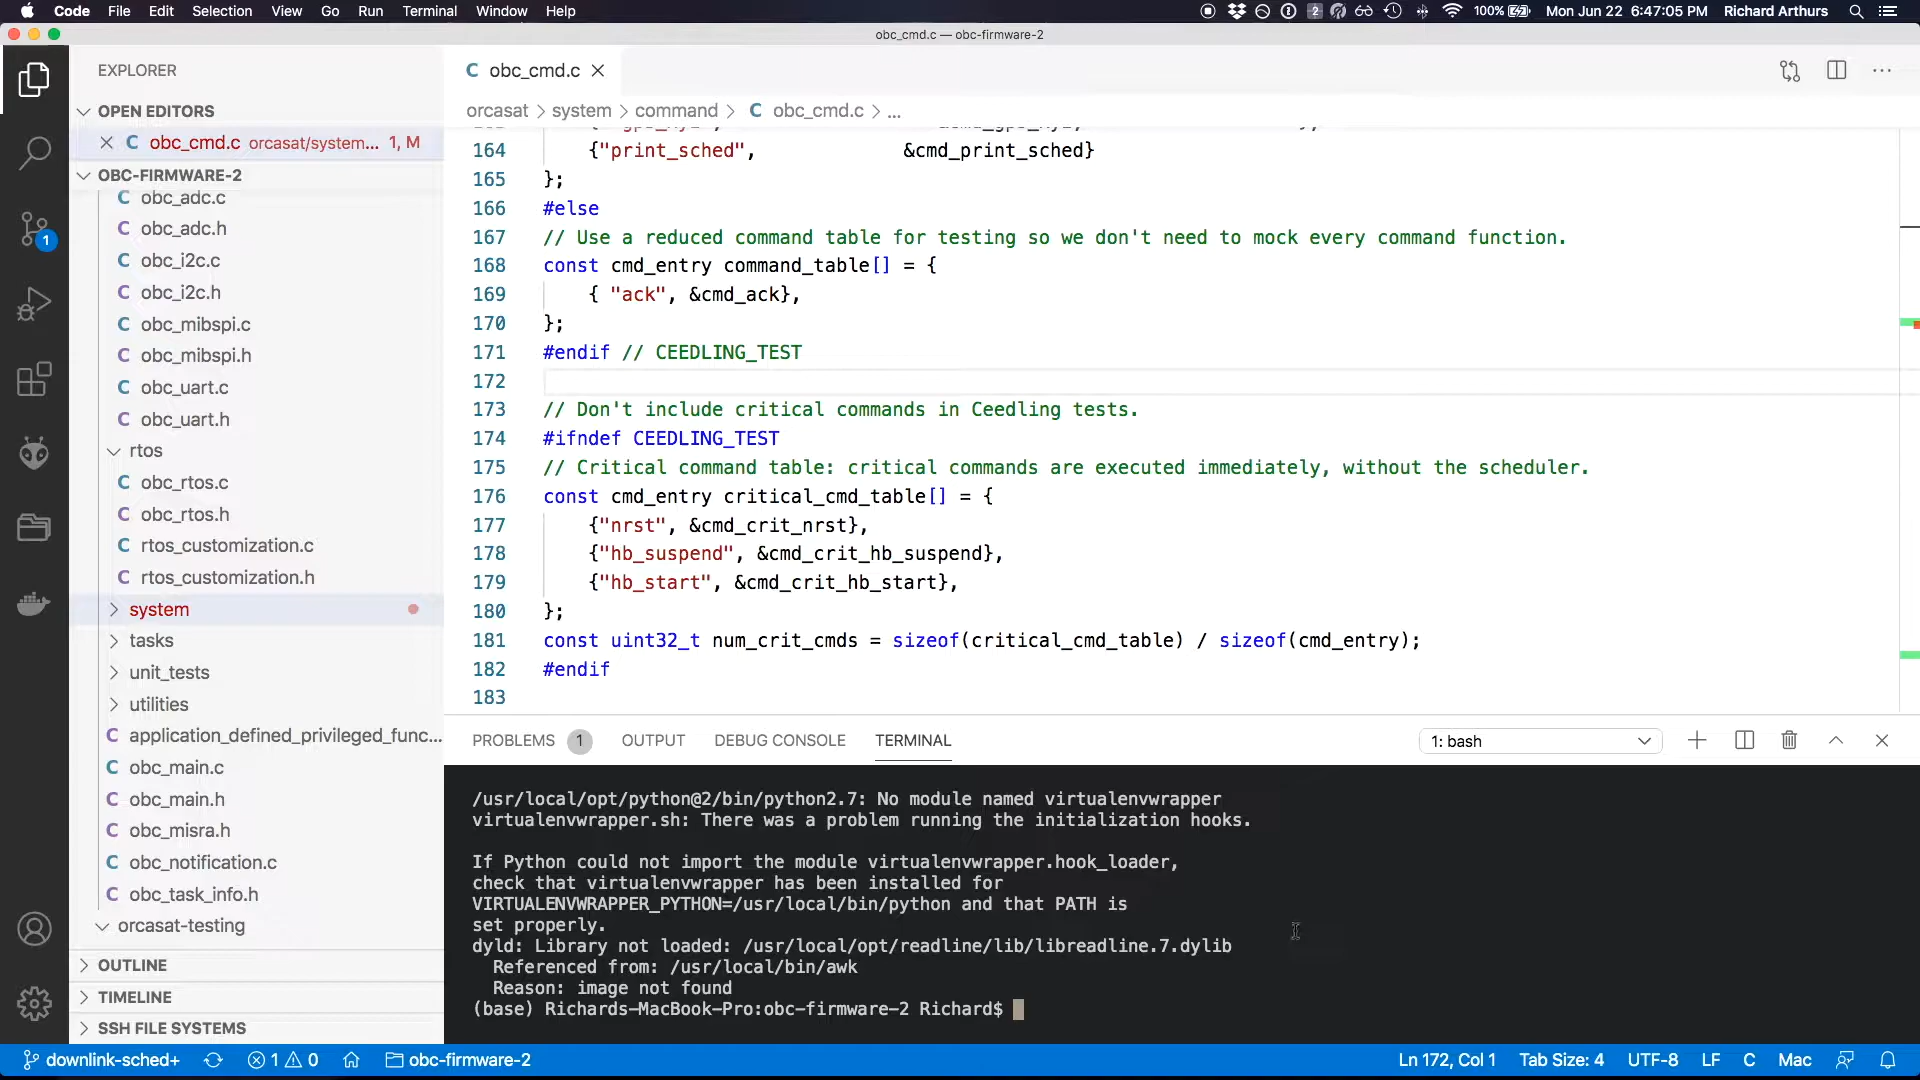 Code File Edit Selection View Go Run Terminal Window Help
2 100% Mon Jun 22 6:47:05 PM Richard Arthurs
obc_cmd.c — obc-firmware-2
EXPLORER
OPEN EDITORS
C obc_cmd.c orcasat/system... 1, M
OBC-FIRMWARE-2
C obc_adc.c
C obc_adc.h
C obc_i2c.c
C obc_i2c.h
C obc_mibspi.c
C obc_mibspi.h
C obc_uart.c
C obc_uart.h
rtos
C obc_rtos.c
C obc_rtos.h
C rtos_customization.c
C rtos_customization.h
system
tasks
unit_tests
utilities
C application_defined_privileged_func...
C obc_main.c
C obc_main.h
C obc_misra.h
C obc_notification.c
C obc_task_info.h
orcasat-testing
OUTLINE
TIMELINE
SSH FILE SYSTEMS
1
C obc_cmd.c
orcasat > system > command > C obc_cmd.c > ...
164 {"print_sched", &cmd_print_sched}
165 };
166 #else
167 // Use a reduced command table for testing so we don't need to mock every command function.
168 const cmd_entry command_table[] = {
169 { "ack", &cmd_ack},
170 };
171 #endif // CEEDLING_TEST
172
173 // Don't include critical commands in Ceedling tests.
174 #ifndef CEEDLING_TEST
175 // Critical command table: critical commands are executed immediately, without the scheduler.
176 const cmd_entry critical_cmd_table[] = {
177 {"nrst", &cmd_crit_nrst},
178 {"hb_suspend", &cmd_crit_hb_suspend},
179 {"hb_start", &cmd_crit_hb_start},
180 };
181 const uint32_t num_crit_cmds = sizeof(critical_cmd_table) / sizeof(cmd_entry);
182 #endif
183
PROBLEMS 1 OUTPUT DEBUG CONSOLE TERMINAL 1: bash
/usr/local/opt/python@2/bin/python2.7: No module named virtualenvwrapper
virtualenvwrapper.sh: There was a problem running the initialization hooks.
If Python could not import the module virtualenvwrapper.hook_loader,
check that virtualenvwrapper has been installed for
VIRTUALENVWRAPPER_PYTHON=/usr/local/bin/python and that PATH is
set properly.
dyld: Library not loaded: /usr/local/opt/readline/lib/libreadline.7.dylib
Referenced from: /usr/local/bin/awk
Reason: image not found
(base) Richards-MacBook-Pro:obc-firmware-2 Richard$
downlink-sched+ 1 0 obc-firmware-2 Ln 172, Col 1 Tab Size: 4 UTF-8 LF C Mac